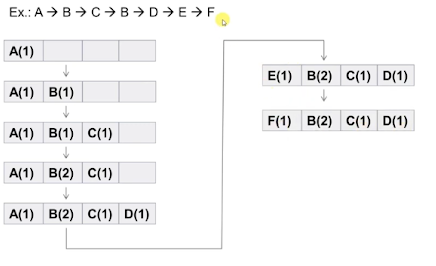 Ex.: A → B → C → B → D → E → F
A(1)
A(1) B(1)
A(1) B(1) C(1)
A(1) B(2) C(1)
A(1) B(2) C(1) D(1)
E(1) B(2) C(1) D(1)
F(1) B(2) C(1) D(1)